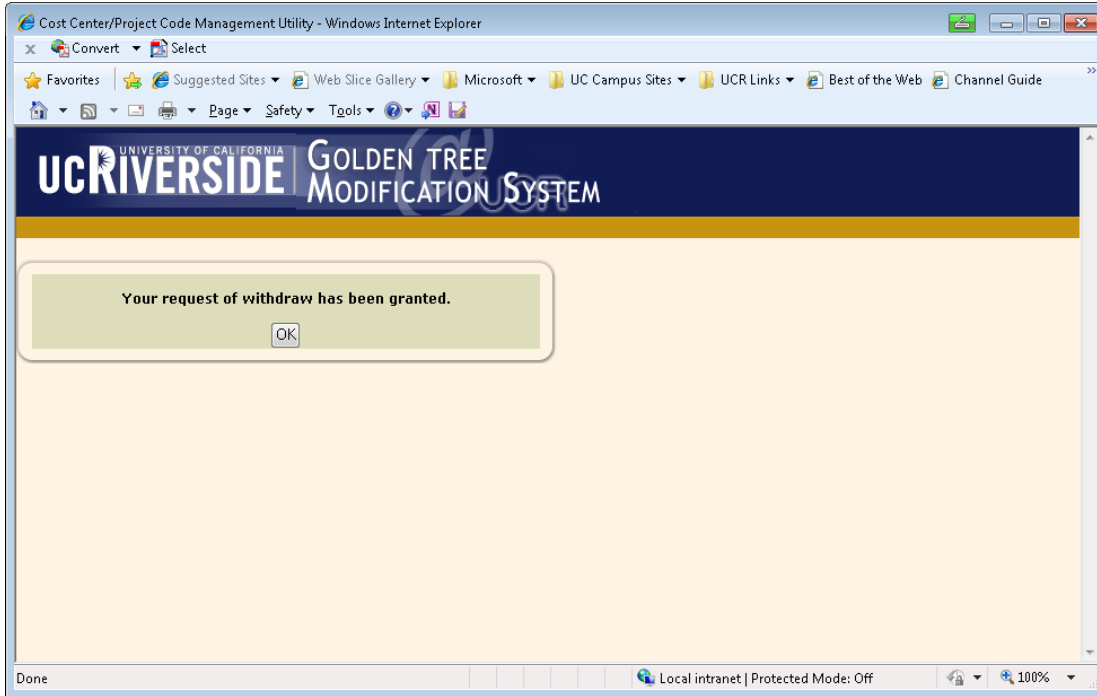 Cost Center/Project Code Management Utility - Windows Internet Explorer
x Convert Select
Favorites Suggested Sites Web Slice Gallery Microsoft UC Campus Sites UCR Links Best of the Web Channel Guide »
Page Safety Tools
UNIVERSITY OF CALIFORNIA
UCRIVERSIDE
GOLDEN TREE
MODIFICATION SYSTEM
@UCR
Your request of withdraw has been granted.
OK
Done Local intranet | Protected Mode: Off 100%